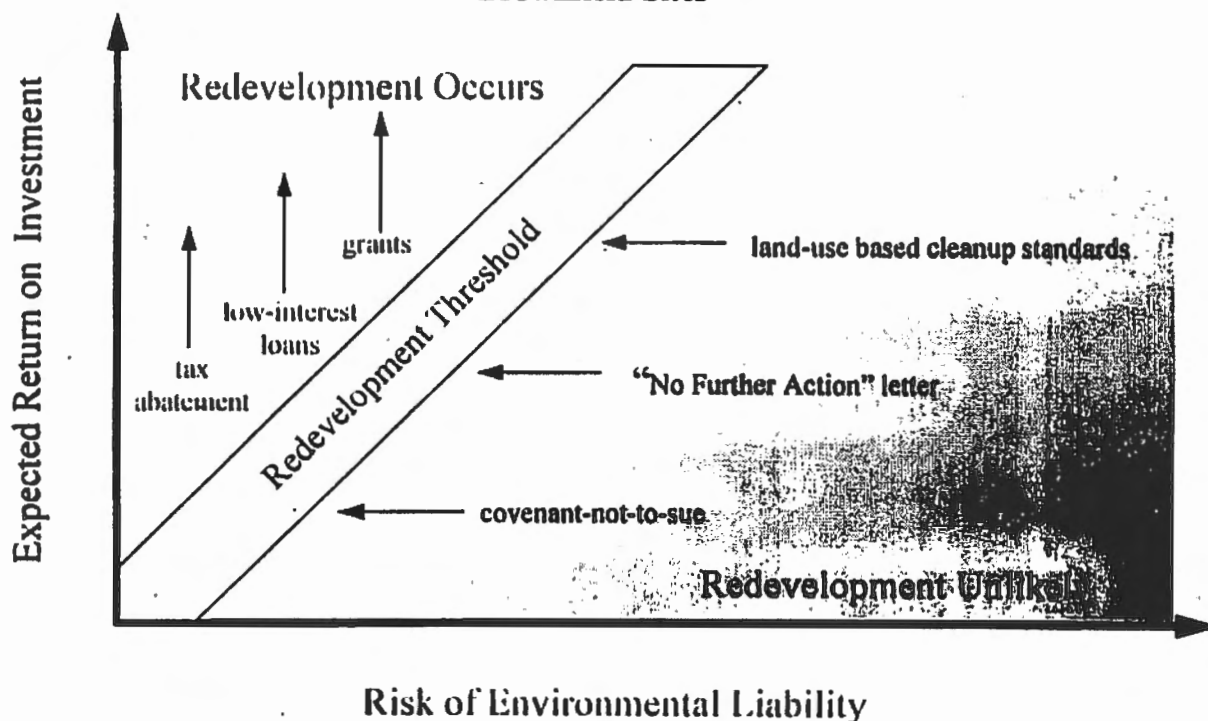 Expected Return on Investment
Redevelopment Occurs
grants
low-interest
loans
tax
abatement
Redevelopment Threshold
land-use based cleanup standards
“No Further Action” letter
covenant-not-to-sue
Redevelopment Unlikely
Risk of Environmental Liability